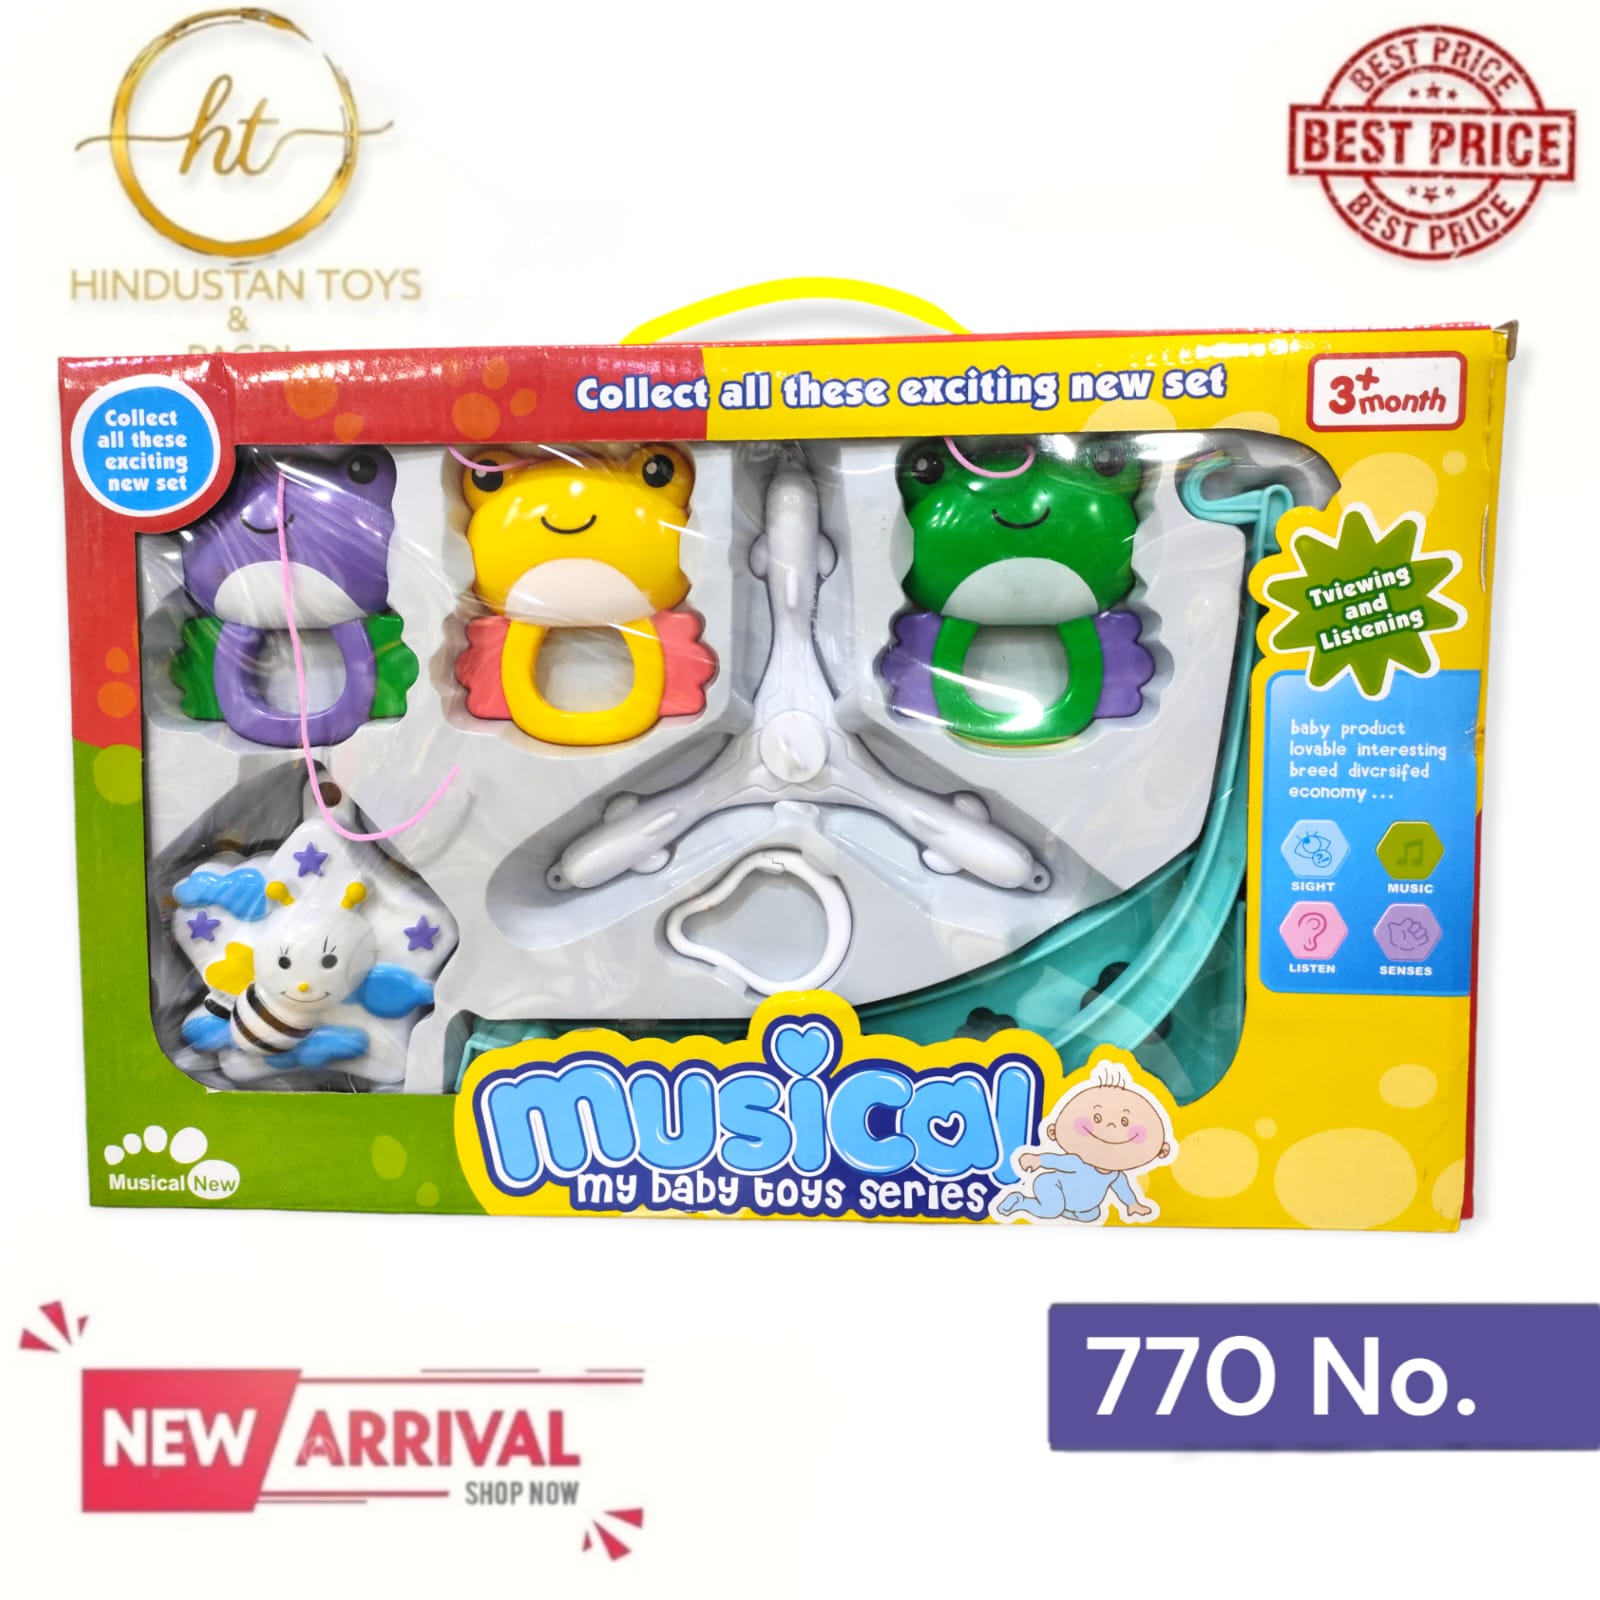 ht
HINDUSTAN TOYS
&
BEST PRICE
BEST PRICE
BEST PRICE
Collect all these exciting new set
3+ month
Collect
all these
exciting
new set
Tviewing
and
Listening
baby product
lovable interesting
breed divcrsifed
economy...
SIGHT
MUSIC
LISTEN
SENSES
musical
my baby toys series
Musical New
NEW ARRIVAL
SHOP NOW
770 No.